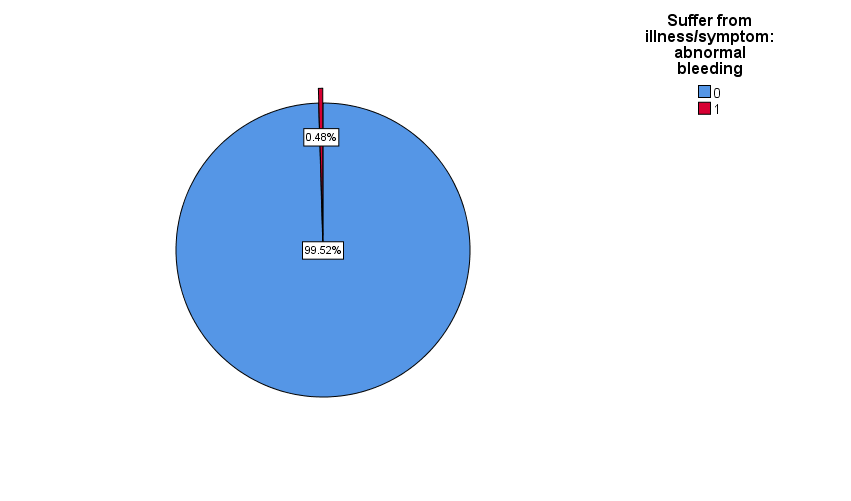 Suffer from
illness/symptom:
abnormal
bleeding
0
1
0.48%
99.52%